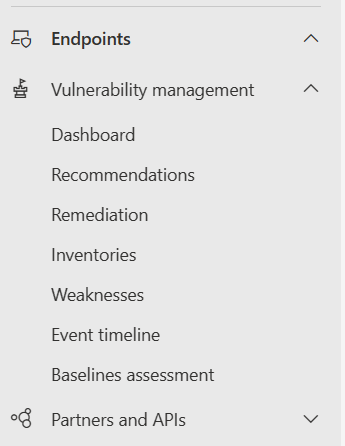 Endpoints
Vulnerability management
Dashboard
Recommendations
Remediation
Inventories
Weaknesses
Event timeline
Baselines assessment
Partners and APIs